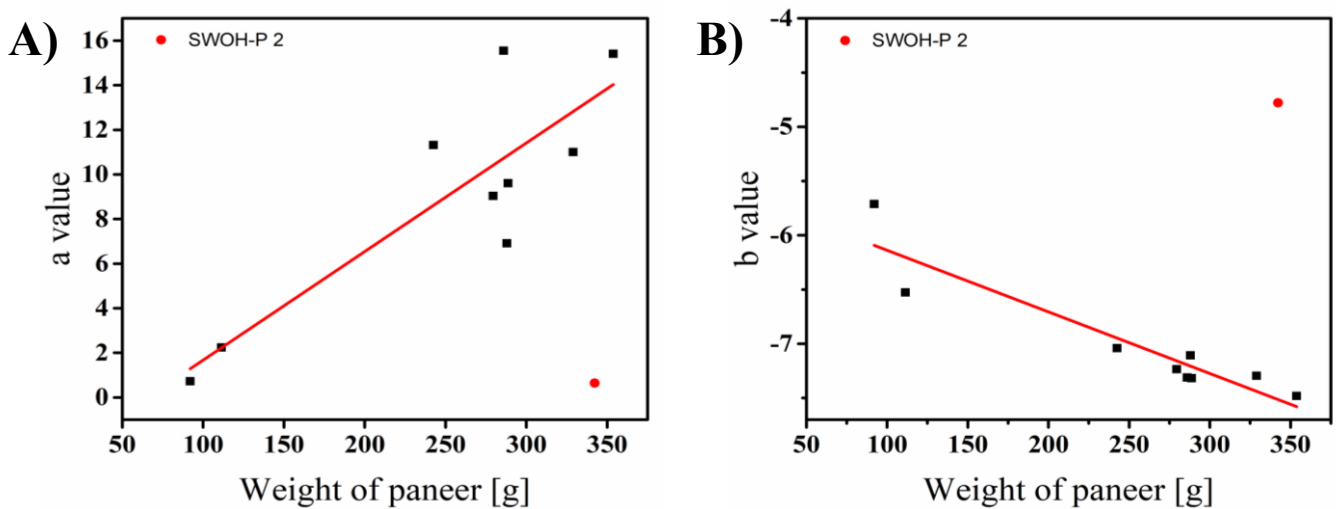 A)
SWOH-P 2
a value
16
14
12
10
8
6
4
2
0
50 100 150 200 250 300 350
Weight of paneer [g]
B)
SWOH-P 2
b value
-4
-5
-6
-7
50 100 150 200 250 300 350
Weight of paneer [g]